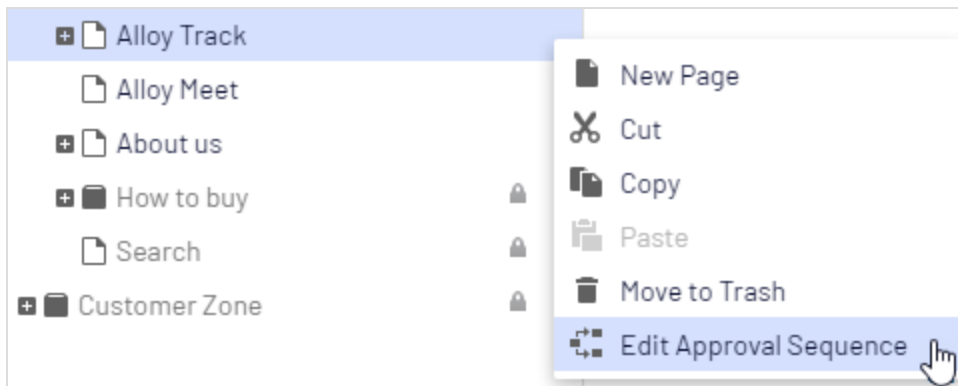 Alloy Track
Alloy Meet
About us
How to buy
Search
Customer Zone
New Page
Cut
Copy
Paste
Move to Trash
Edit Approval Sequence